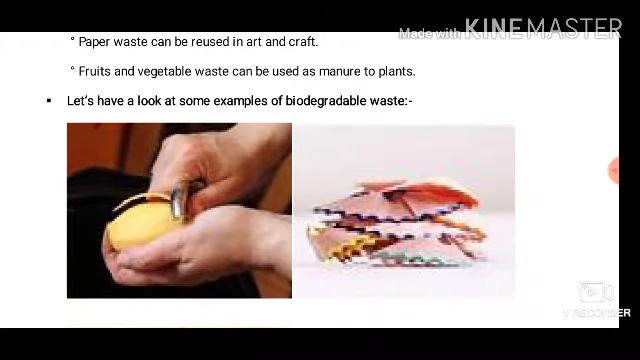 Made with KINEMASTER
° Paper waste can be reused in art and craft.
° Fruits and vegetable waste can be used as manure to plants.
▪ Let's have a look at some examples of biodegradable waste:-
V RECORDER